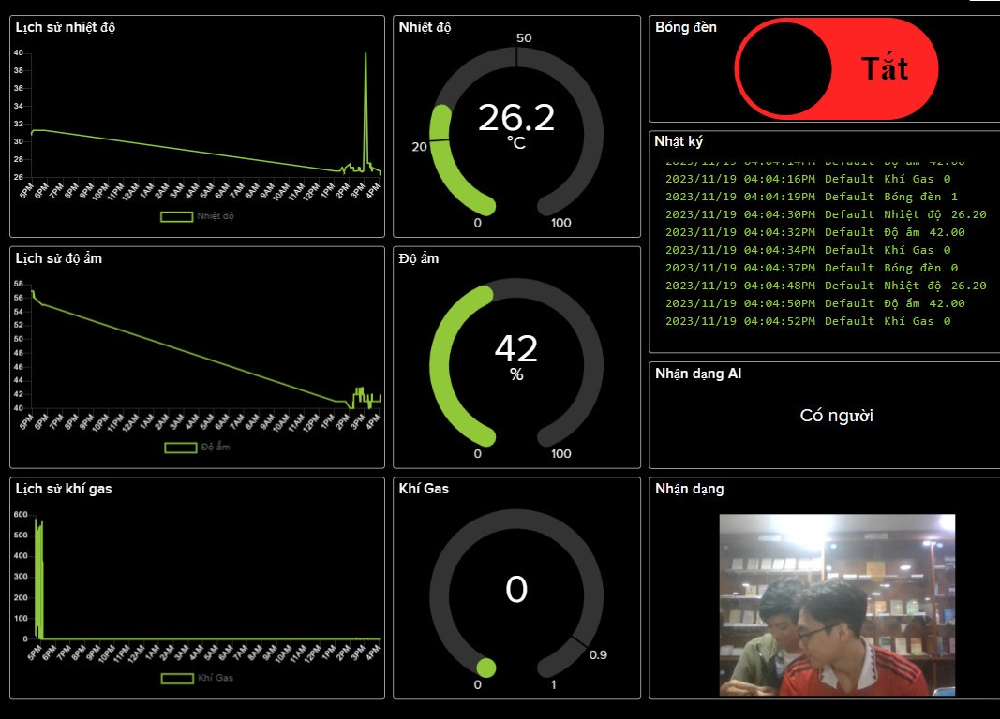 Lịch sử nhiệt độ
40
38
36
34
32
30
28
26
5PM 6PM 7PM 8PM 9PM 10PM 11PM 12AM 1AM 2AM 3AM 4AM 5AM 6AM 7AM 8AM 9AM 10AM 11AM 12PM 1PM 2PM 3PM 4PM
Nhiệt độ
Nhiệt độ
50
26.2
°C
20
0
100
Bóng đèn
Tắt
Nhật ký
2023/11/19 04:04:14PM Default Độ ẩm 42.00
2023/11/19 04:04:16PM Default Khí Gas 0
2023/11/19 04:04:19PM Default Bóng đèn 1
2023/11/19 04:04:30PM Default Nhiệt độ 26.20
2023/11/19 04:04:32PM Default Độ ẩm 42.00
2023/11/19 04:04:34PM Default Khí Gas 0
2023/11/19 04:04:37PM Default Bóng đèn 0
2023/11/19 04:04:48PM Default Nhiệt độ 26.20
2023/11/19 04:04:50PM Default Độ ẩm 42.00
2023/11/19 04:04:52PM Default Khí Gas 0
Lịch sử độ ẩm
58
56
54
52
50
48
46
44
42
40
5PM 6PM 7PM 8PM 9PM 10PM 11PM 12AM 1AM 2AM 3AM 4AM 5AM 6AM 7AM 8AM 9AM 10AM 11AM 12PM 1PM 2PM 3PM 4PM
Độ ẩm
Độ ẩm
42
%
0
100
Nhận dạng AI
Có người
Lịch sử khí gas
600
500
400
300
200
100
0
5PM 6PM 7PM 8PM 9PM 10PM 11PM 12AM 1AM 2AM 3AM 4AM 5AM 6AM 7AM 8AM 9AM 10AM 11AM 12PM 1PM 2PM 3PM 4PM
Khí Gas
Khí Gas
0
0.9
0
1
Nhận dạng